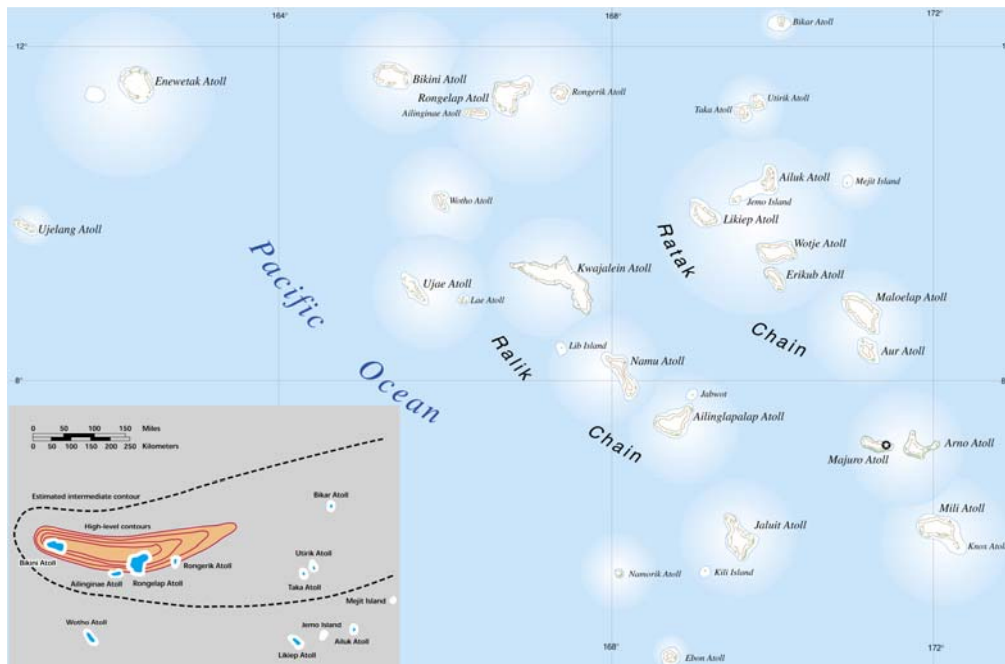 164°
168°
172°
12°
12°
Bikar Atoll
Enewetak Atoll
Bikini Atoll
Rongelap Atoll
Rongerik Atoll
Ailinginae Atoll
Utirik Atoll
Taka Atoll
Ailuk Atoll
Mejit Island
Jemo Island
Likiep Atoll
Wotho Atoll
Ujelang Atoll
Wotje Atoll
Erikub Atoll
Kwajalein Atoll
Ujae Atoll
Lae Atoll
Maloelap Atoll
Aur Atoll
Ratak
Chain
Pacific
Ocean
Ralik
Chain
Lib Island
Namu Atoll
8°
8°
Jabwot
Ailinglapalap Atoll
Majuro Atoll
Arno Atoll
Mili Atoll
Knox Atoll
Jaluit Atoll
Kili Island
Namorik Atoll
Ebon Atoll
168°
172°
0 50 100 150 Miles
0 50 100 150 200 250 Kilometers
Estimated intermediate contour
High-level contours
Bikar Atoll
Bikini Atoll
Ailinginae Atoll
Rongelap Atoll
Rongerik Atoll
Utirik Atoll
Taka Atoll
Mejit Island
Wotho Atoll
Jemo Island
Likiep Atoll
Ailuk Atoll